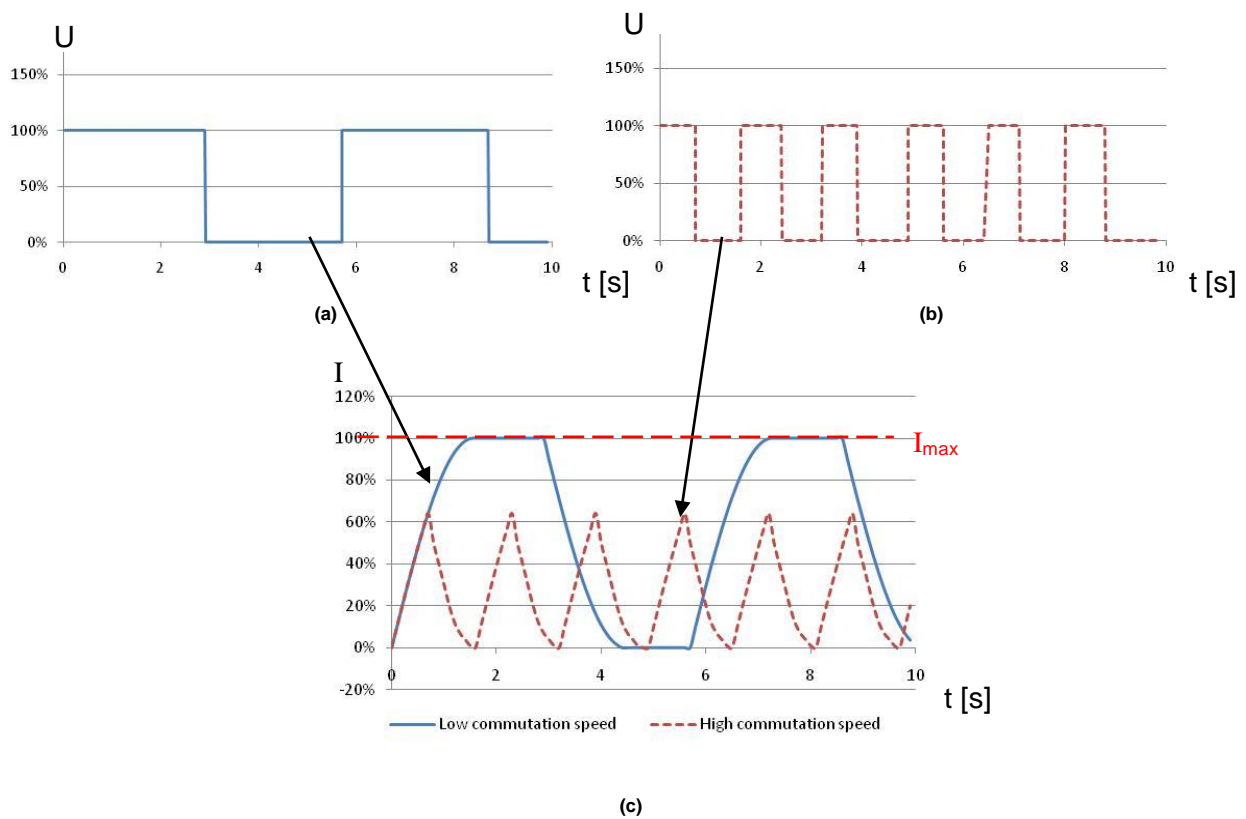 U
150%
100%
50%
0%
0 2 4 6 8 10
t [s]
(a)
U
150%
100%
50%
0%
0 2 4 6 8 10
t [s]
(b)
I
120%
100%
80%
60%
40%
20%
0%
-20%
Imax
0 2 4 6 8 10
t [s]
Low commutation speed High commutation speed
(c)